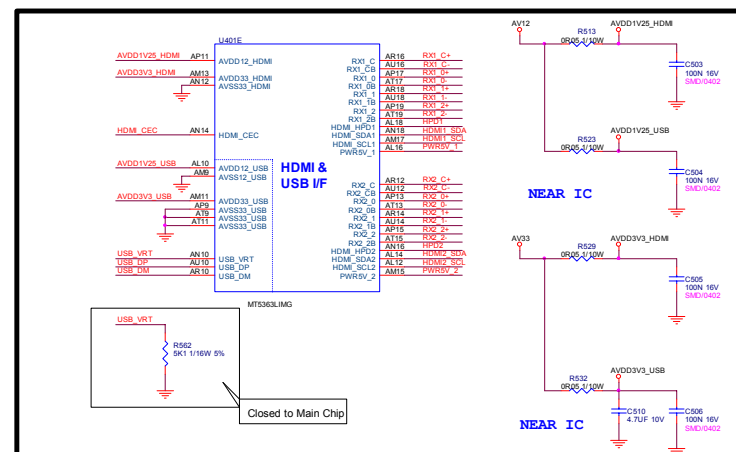 U401E
AVDD1V25_HDMI AP11 AVDD12_HDMI
AVDD3V3_HDMI AM13 AVDD33_HDMI
AN12 AVSS33_HDMI
HDMI_CEC AN14 HDMI_CEC
AVDD1V25_USB AL10 AVDD12_USB
AM9 AVSS12_USB
AVDD3V3_USB AM11 AVDD33_USB
AP9 AVSS33_USB
AT9 AVSS33_USB
AT11 AVSS33_USB
USB_VRT AN10 USB_VRT
USB_DP AU10 USB_DP
USB_DM AR10 USB_DM
HDMI &
USB I/F
RX1_C AR16 RX1_C+
RX1_CB AU16 RX1_C-
RX1_0 AP17 RX1_0+
RX1_0B AT17 RX1_0-
RX1_1 AR18 RX1_1+
RX1_1B AU18 RX1_1-
RX1_2 AP19 RX1_2+
RX1_2B AT19 RX1_2-
HDMI_HPD1 AL18 HPD1
HDMI_SDA1 AN18 HDMI1_SDA
HDMI_SCL1 AM17 HDMI1_SCL
PWR5V_1 AL16 PWR5V_1
RX2_C AR12 RX2_C+
RX2_CB AU12 RX2_C-
RX2_0 AP13 RX2_0+
RX2_0B AT13 RX2_0-
RX2_1 AR14 RX2_1+
RX2_1B AU14 RX2_1-
RX2_2 AP15 RX2_2+
RX2_2B AT15 RX2_2-
HDMI_HPD2 AN16 HPD2
HDMI_SDA2 AL14 HDMI2_SDA
HDMI_SCL2 AL12 HDMI2_SCL
PWR5V_2 AM15 PWR5V_2
MT5363LIMG
USB_VRT
R562
5K1 1/16W 5%
Closed to Main Chip
AV12
R513
0R05 1/10W
AVDD1V25_HDMI
C503
100N 16V
SMD/0402
R523
0R05 1/10W
AVDD1V25_USB
C504
100N 16V
SMD/0402
NEAR IC
AV33
R529
0R05 1/10W
AVDD3V3_HDMI
C505
100N 16V
SMD/0402
R532
0R05 1/10W
AVDD3V3_USB
C510
4.7UF 10V
C506
100N 16V
SMD/0402
NEAR IC